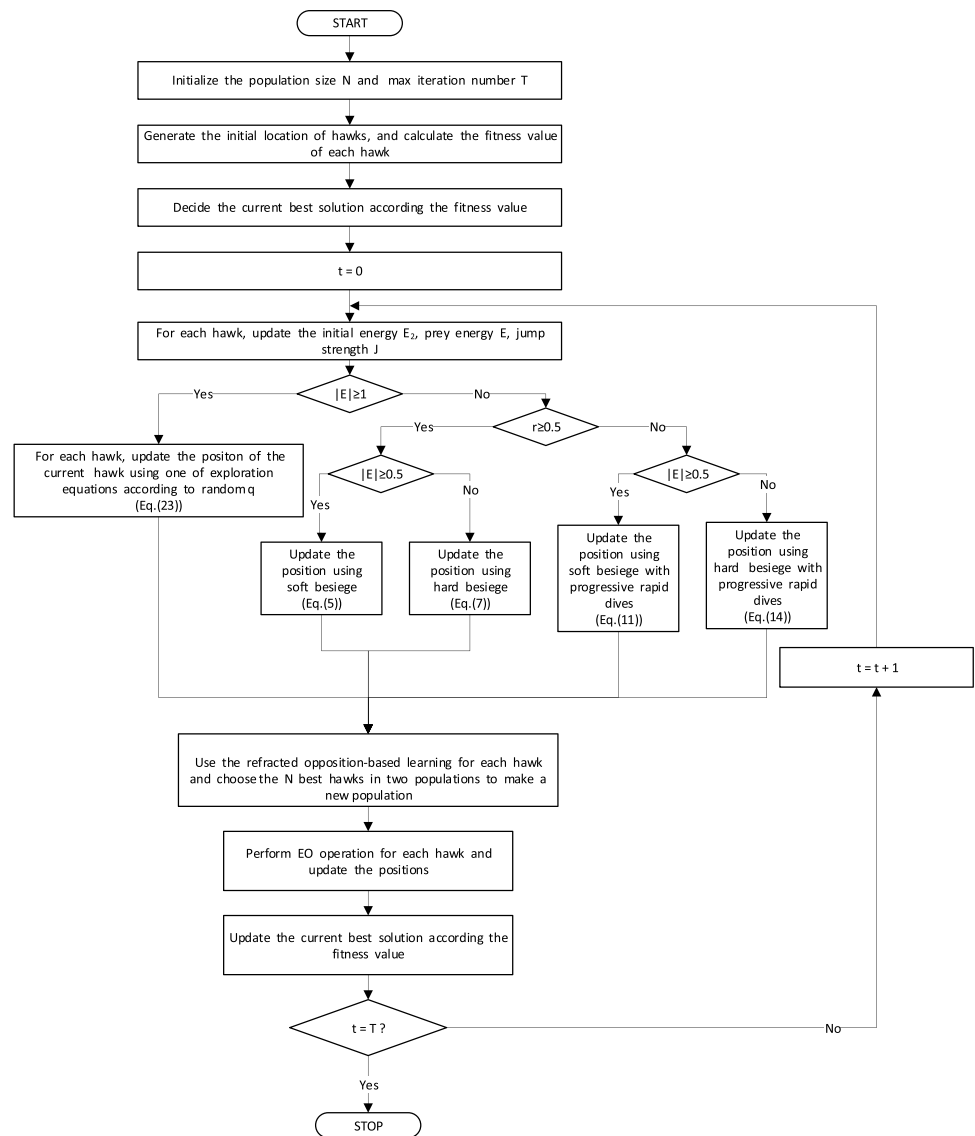 START
Initialize the population size N and max iteration number T
Generate the initial location of hawks, and calculate the fitness value
of each hawk
Decide the current best solution according the fitness value
t = 0
For each hawk, update the initial energy E₂, prey energy E, jump
strength J
|E|≥1
Yes
No
r≥0.5
Yes
No
For each hawk, update the positon of the
current hawk using one of exploration
equations according to random q
(Eq.(23))
|E|≥0.5
Yes
No
|E|≥0.5
Yes
No
Update the
position using
soft besiege
(Eq.(5))
Update the
position using
hard besiege
(Eq.(7))
Update the
position using
soft besiege with
progressive rapid
dives
(Eq.(11))
Update the
position using
hard besiege with
progressive rapid
dives
(Eq.(14))
t = t + 1
Use the refracted opposition-based learning for each hawk
and choose the N best hawks in two populations to make a
new population
Perform EO operation for each hawk and
update the positions
Update the current best solution according the
fitness value
t = T ?
No
Yes
STOP